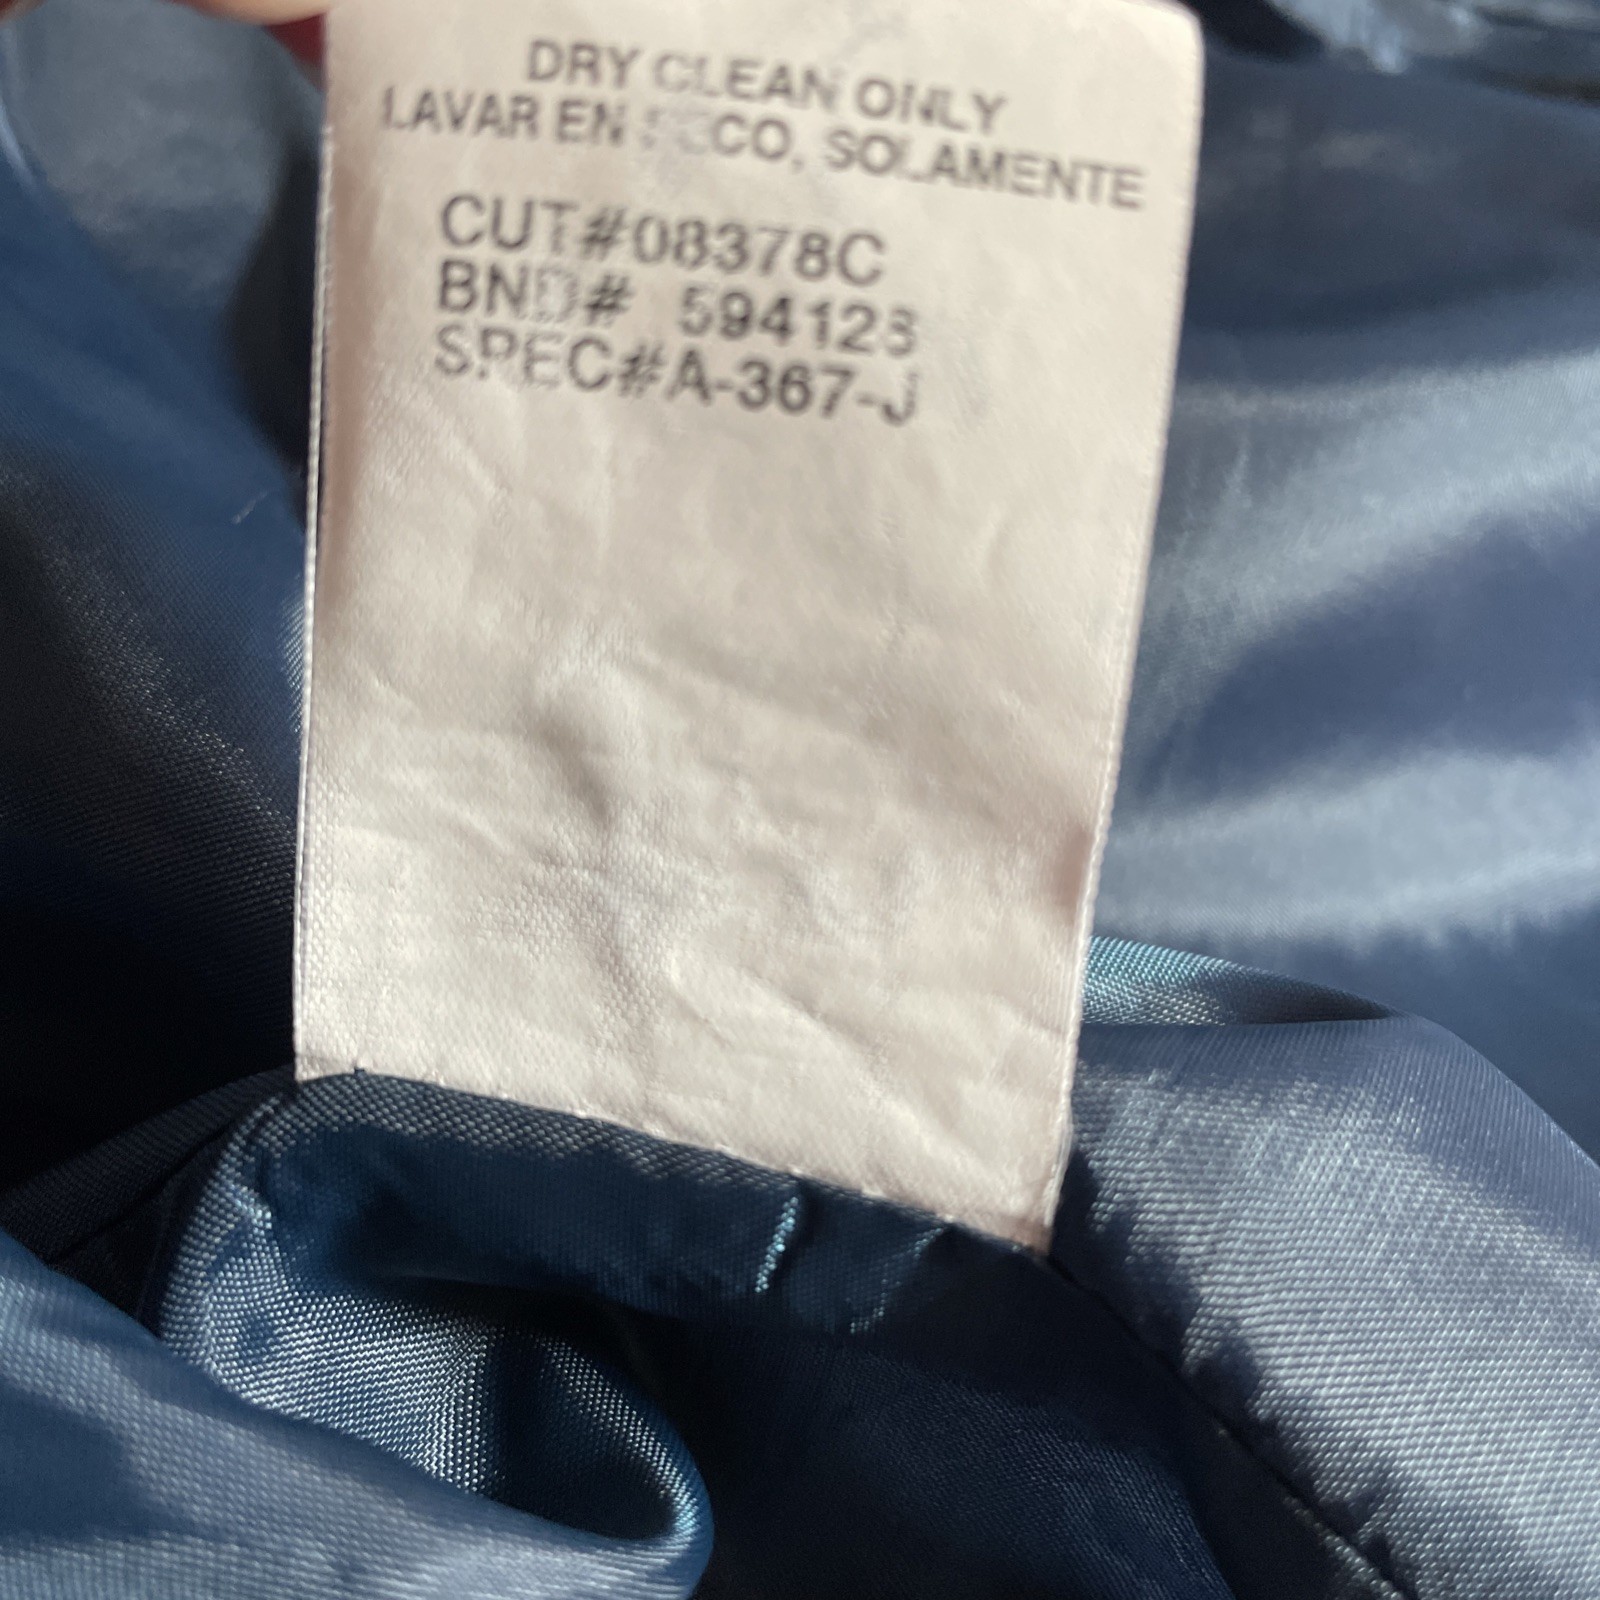 DRY CLEAN ONLY
LAVAR EN SECO, SOLAMENTE
CUT#08378C
BND# 594128
SPEC#A-367-J